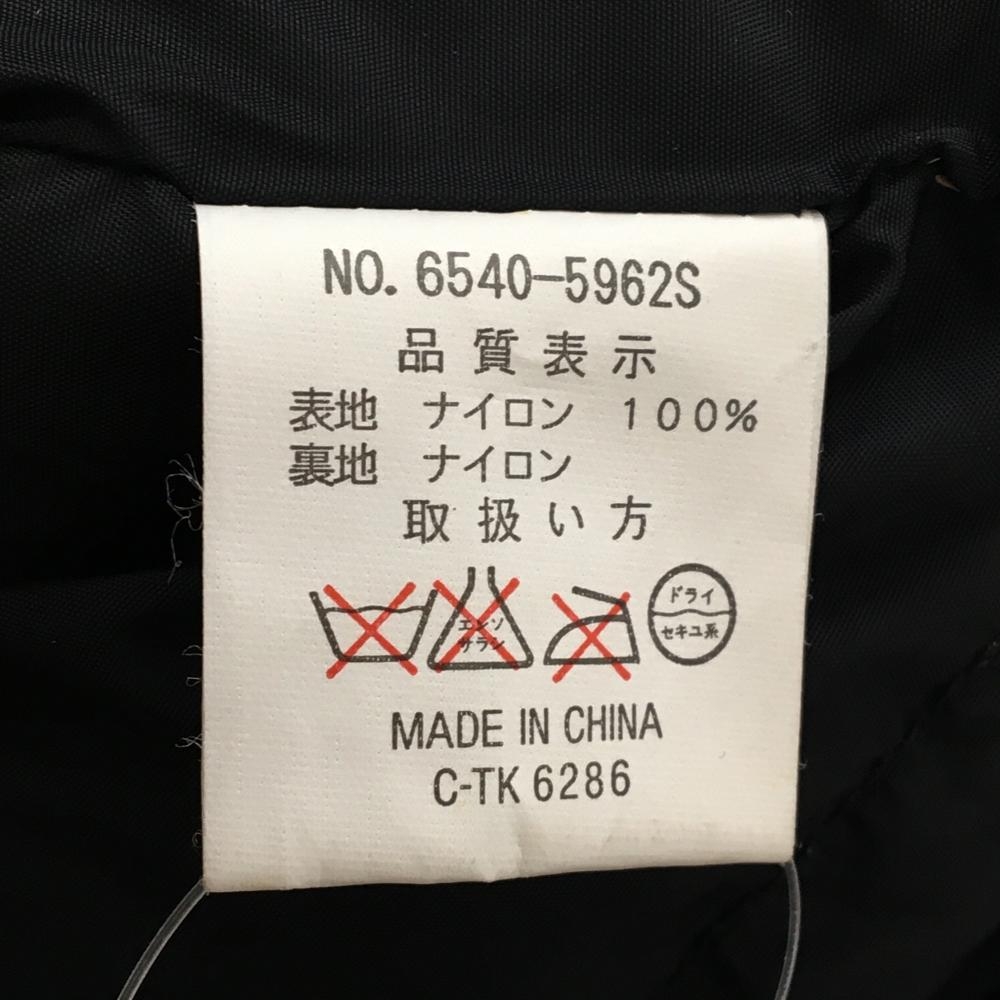 NO. 6540-5962S
品質表示
表地 ナイロン 100%
裏地 ナイロン
取扱い方
エンソ
サラシ
ドライ
セキユ系
MADE IN CHINA
C-TK 6286